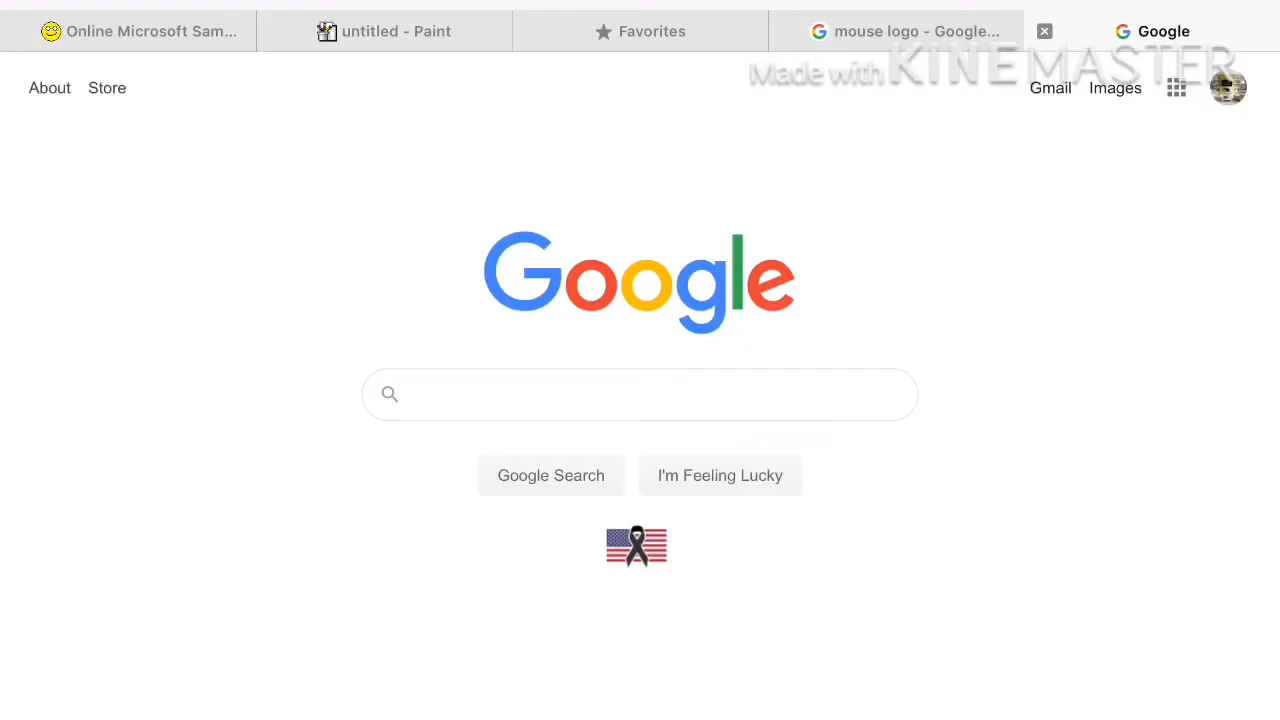 Online Microsoft Sam...
untitled - Paint
Favorites
mouse logo - Google...
Google
Made with KINEMASTER
About Store
Gmail Images
Google
Google Search
I'm Feeling Lucky